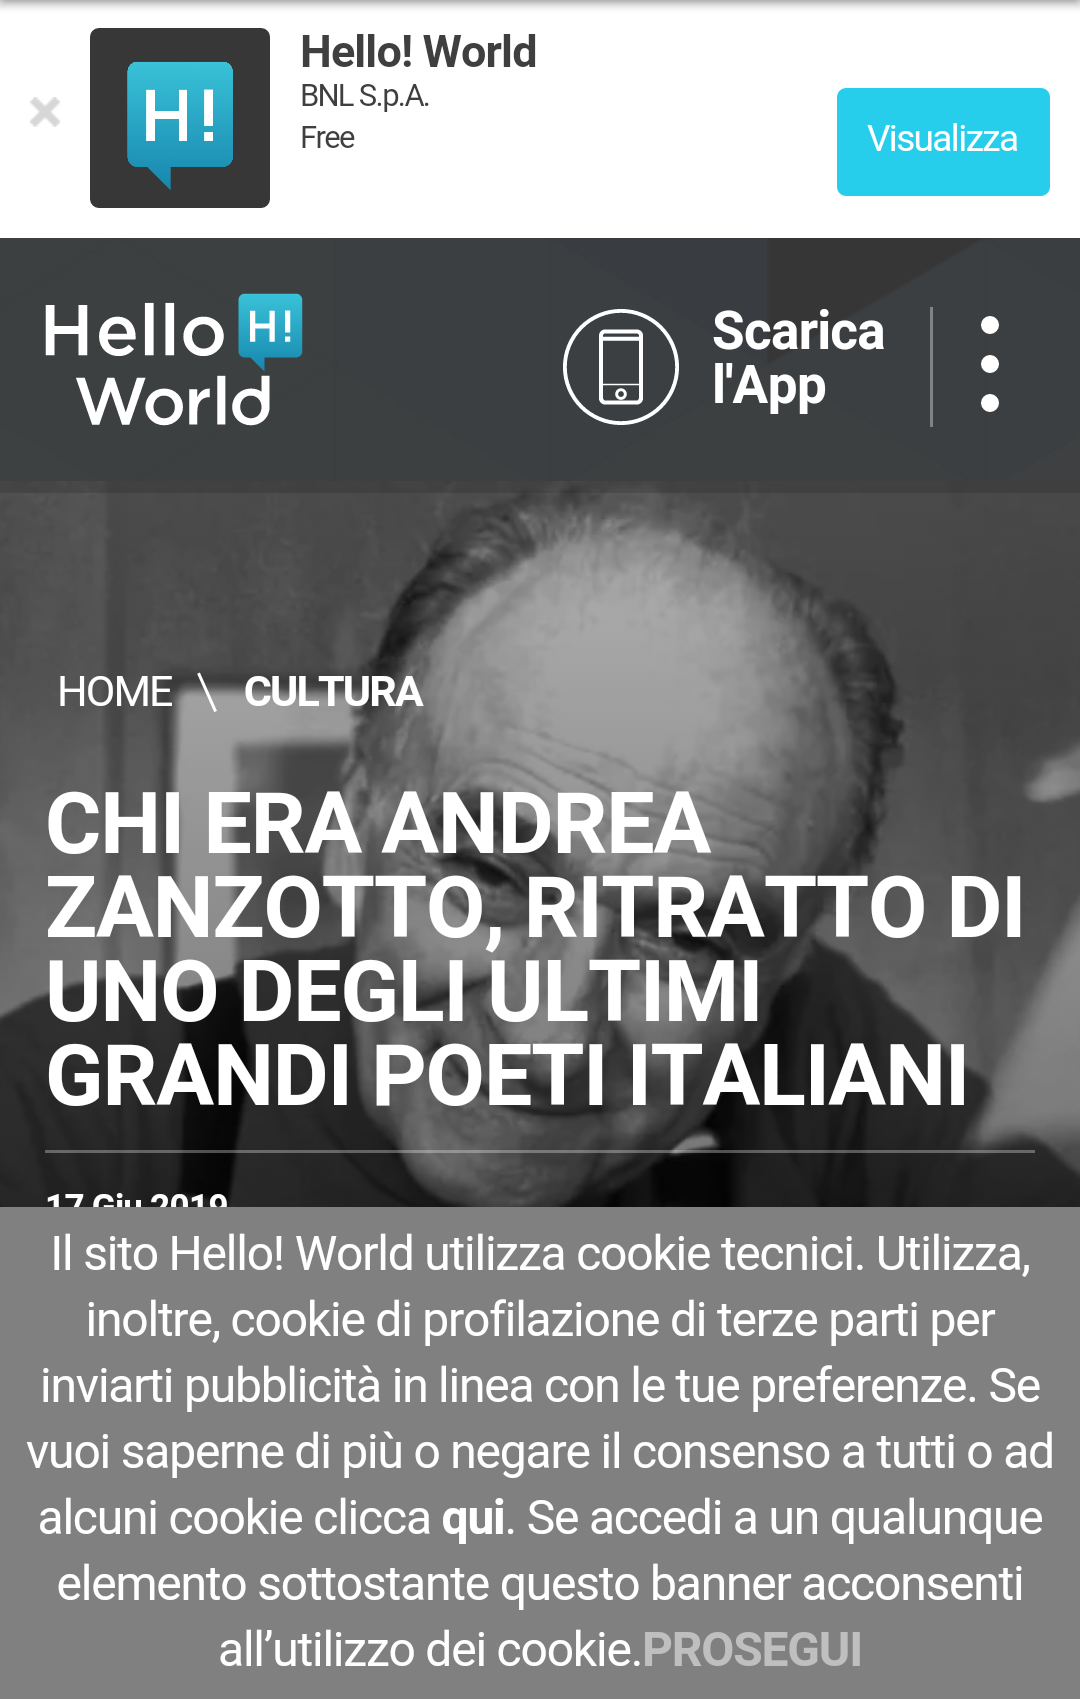 Hello! World
BNL S.p.A.
Free
Visualizza
H!
Hello H!
World
Scarica
l'App
HOME \ CULTURA
CHI ERA ANDREA
ZANZOTTO, RITRATTO DI
UNO DEGLI ULTIMI
GRANDI POETI ITALIANI
17 Giu 2019
Il sito Hello! World utilizza cookie tecnici. Utilizza,
inoltre, cookie di profilazione di terze parti per
inviarti pubblicità in linea con le tue preferenze. Se
vuoi saperne di più o negare il consenso a tutti o ad
alcuni cookie clicca qui. Se accedi a un qualunque
elemento sottostante questo banner acconsenti
all’utilizzo dei cookie.PROSEGUI